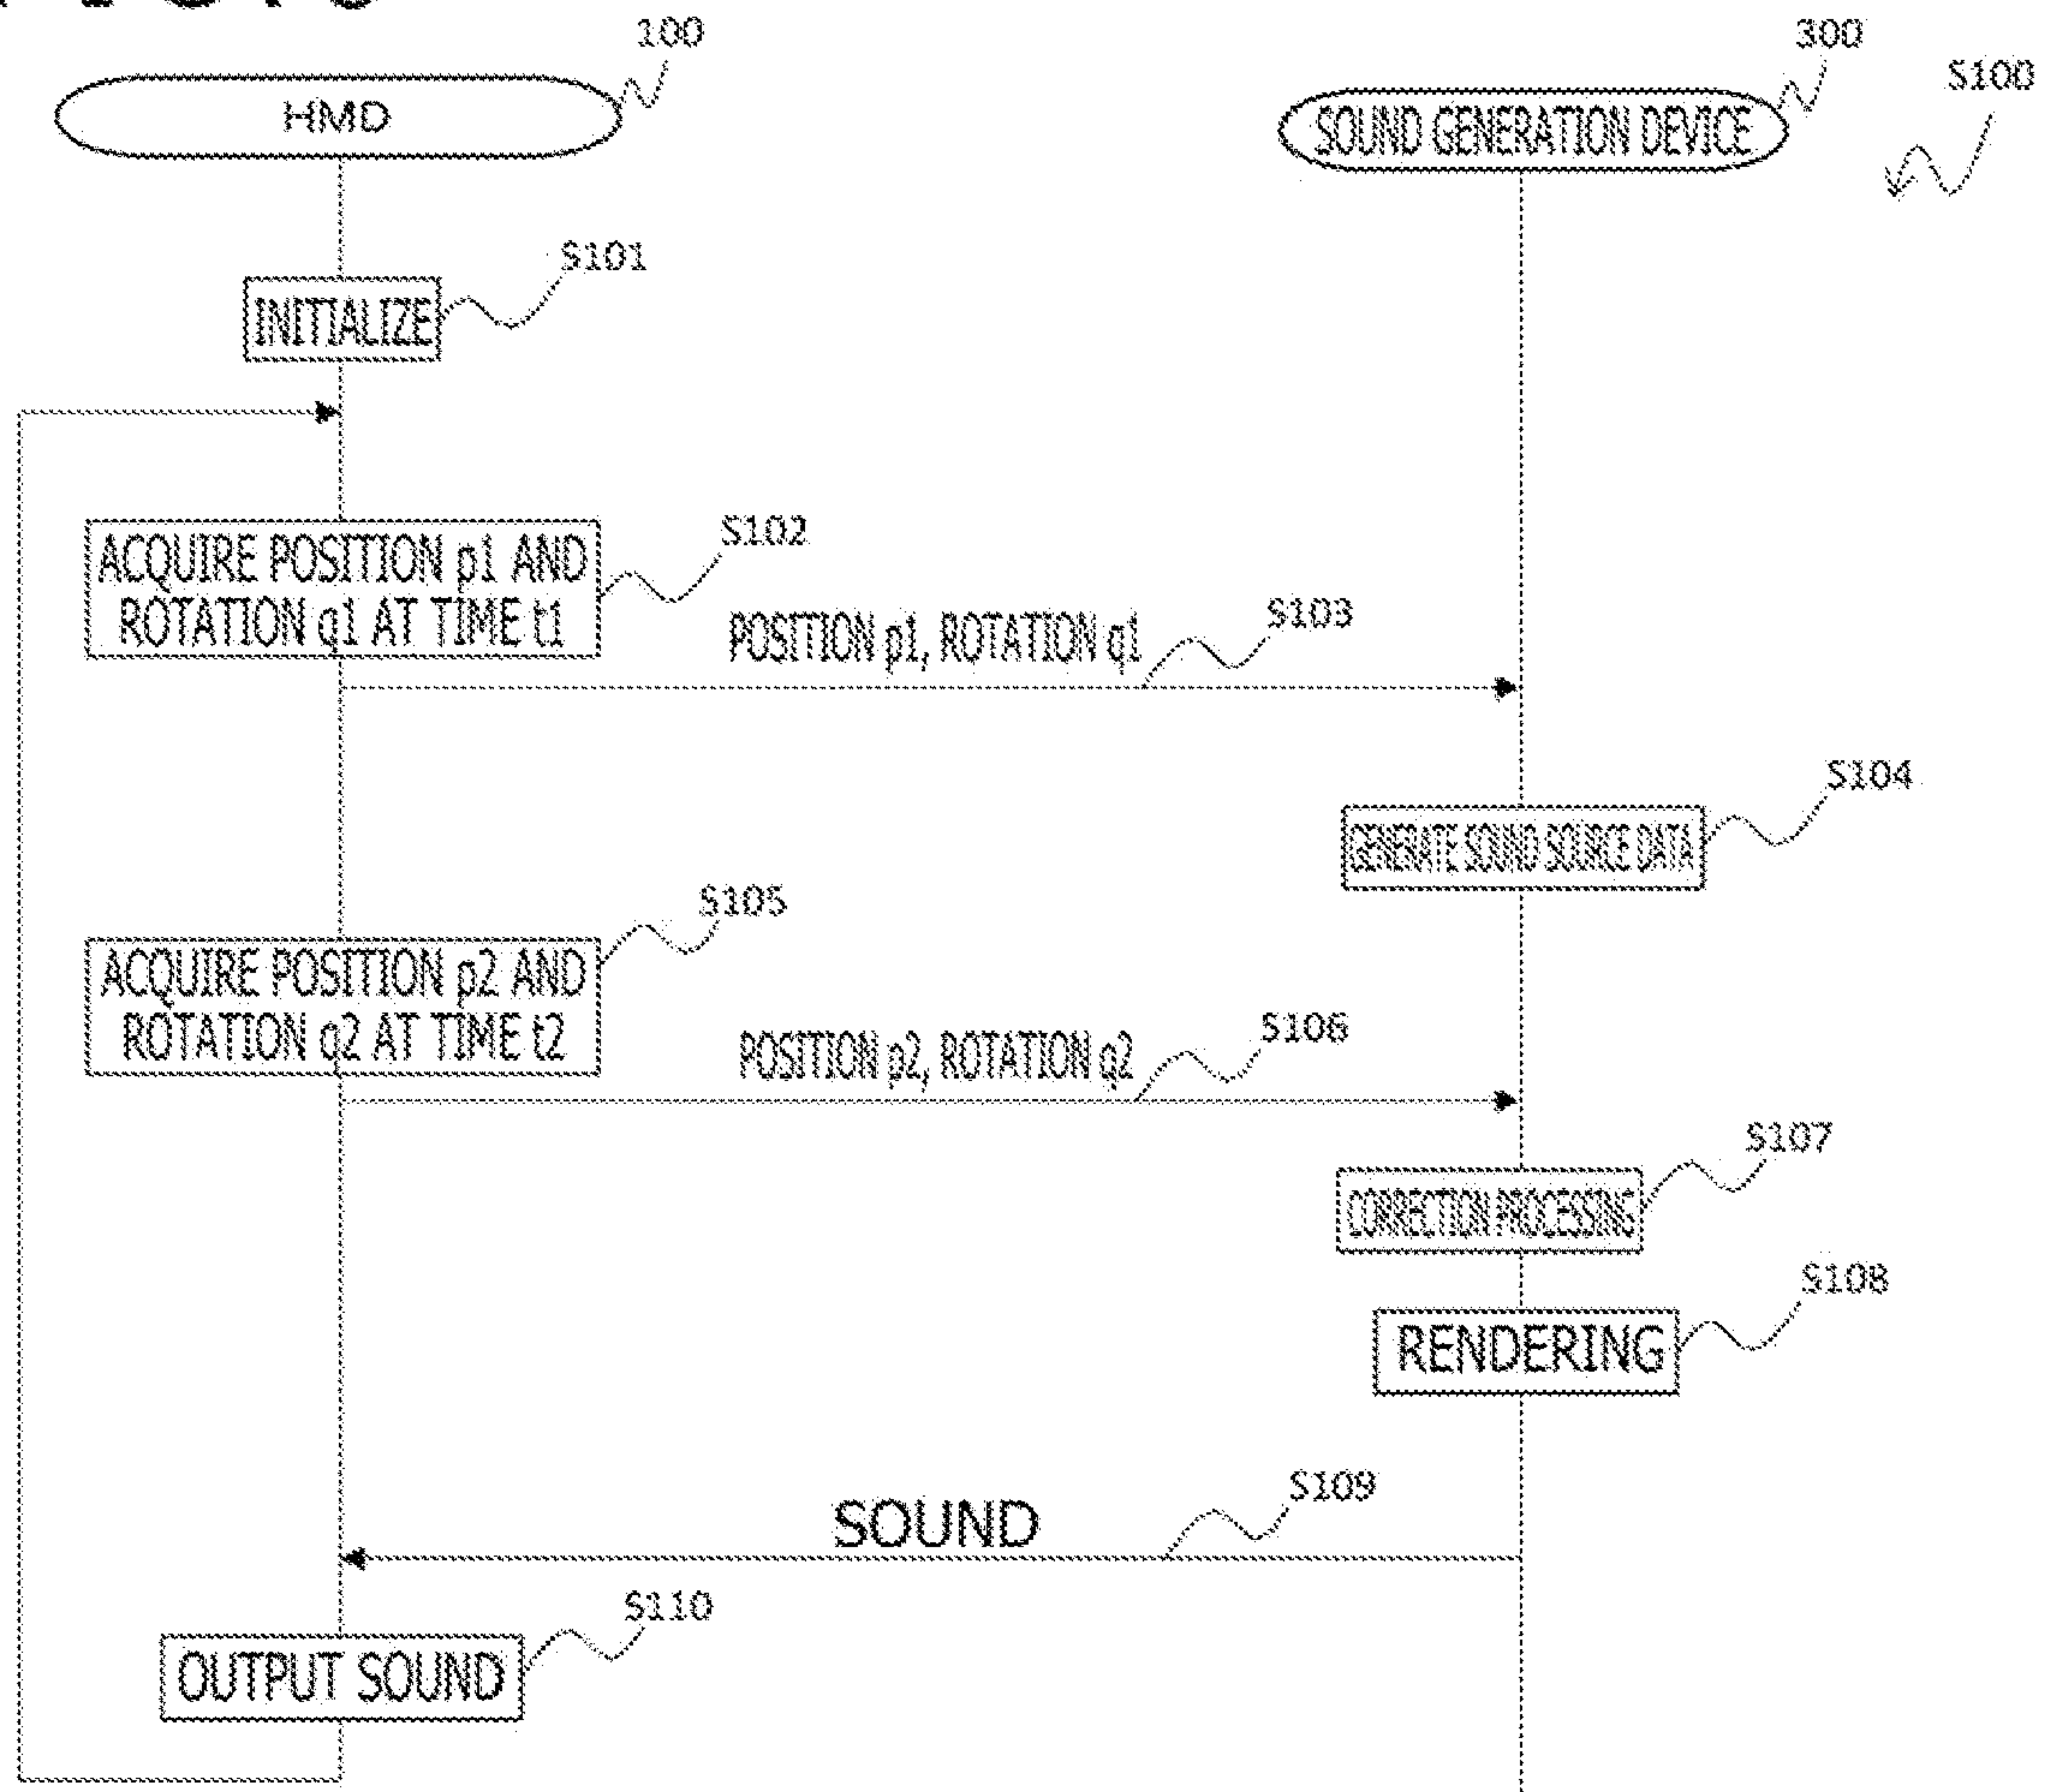 100
300
S100
HMD
SOUND GENERATION DEVICE
S101
INITIALIZE
S102
ACQUIRE POSITION p1 AND
ROTATION q1 AT TIME t1
S103
POSITION p1, ROTATION q1
S104
GENERATE SOUND SOURCE DATA
S105
ACQUIRE POSITION p2 AND
ROTATION q2 AT TIME t2
S106
POSITION p2, ROTATION q2
S107
CORRECTION PROCESSING
S108
RENDERING
S109
SOUND
S110
OUTPUT SOUND